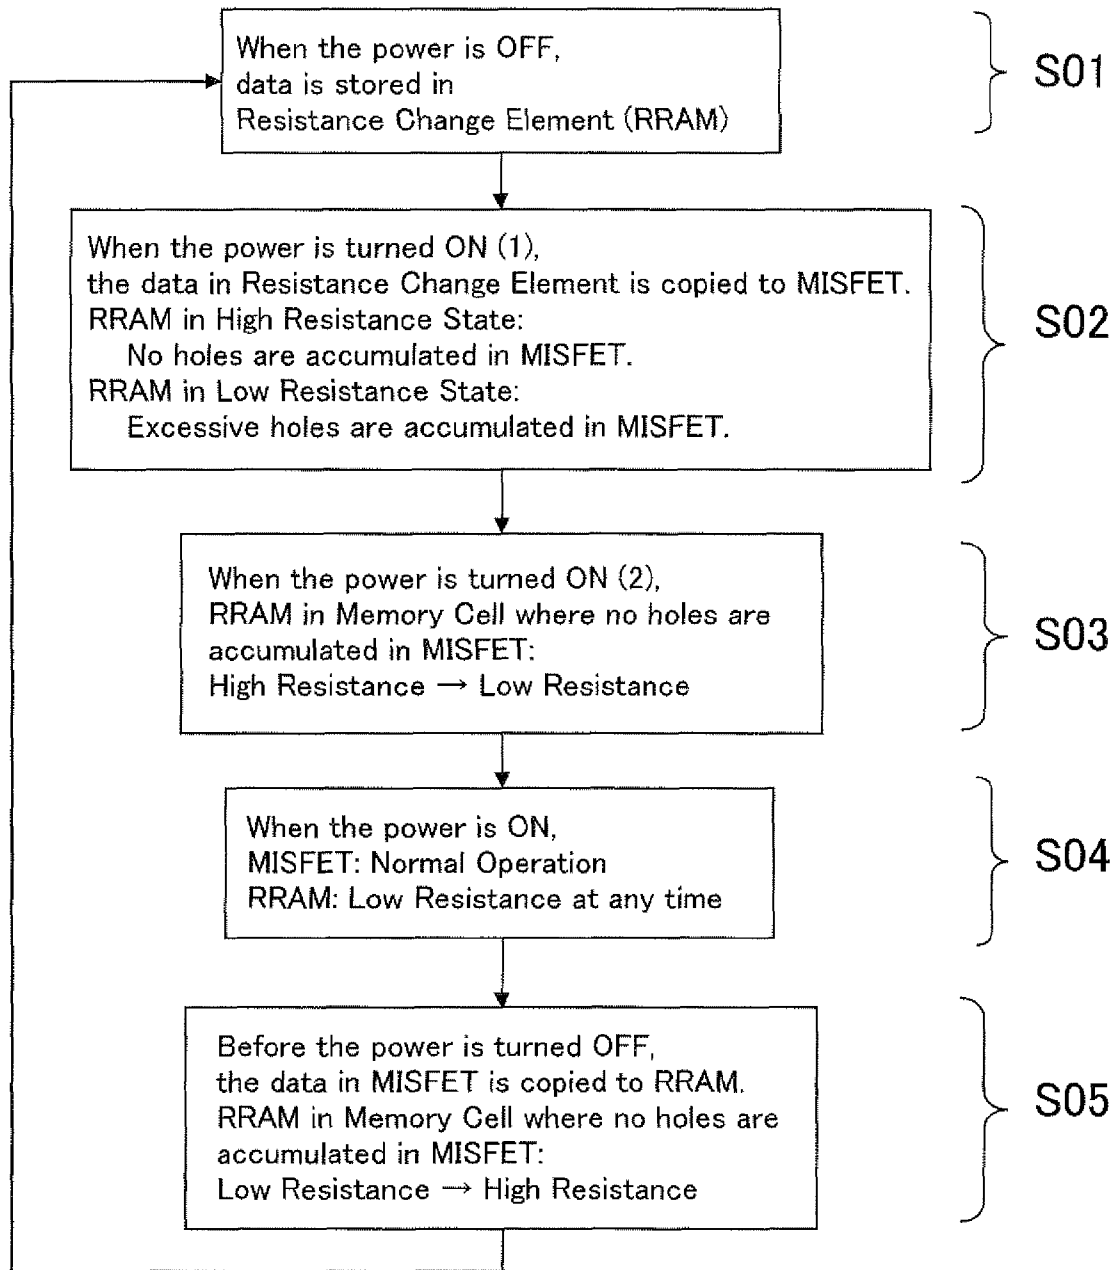 When the power is OFF,
data is stored in
Resistance Change Element (RRAM)
S01
When the power is turned ON (1),
the data in Resistance Change Element is copied to MISFET.
RRAM in High Resistance State:
No holes are accumulated in MISFET.
RRAM in Low Resistance State:
Excessive holes are accumulated in MISFET.
S02
When the power is turned ON (2),
RRAM in Memory Cell where no holes are
accumulated in MISFET:
High Resistance → Low Resistance
S03
When the power is ON,
MISFET: Normal Operation
RRAM: Low Resistance at any time
S04
Before the power is turned OFF,
the data in MISFET is copied to RRAM.
RRAM in Memory Cell where no holes are
accumulated in MISFET:
Low Resistance → High Resistance
S05